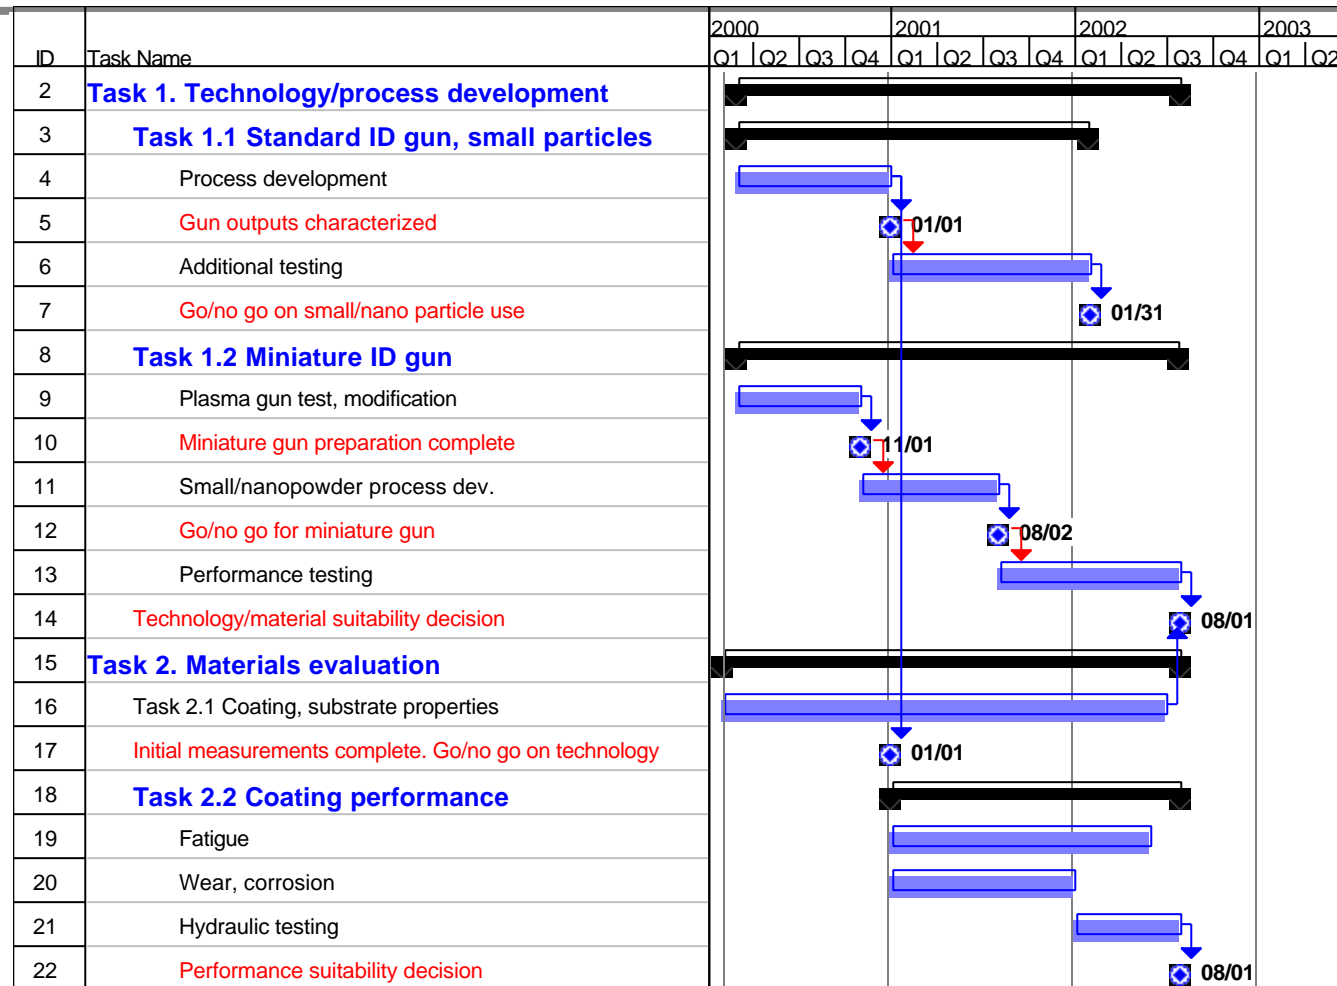 2000 2001 2002 2003
ID Task Name Q1 Q2 Q3 Q4 Q1 Q2 Q3 Q4 Q1 Q2 Q3 Q4 Q1 Q2
2 Task 1. Technology/process development
3 Task 1.1 Standard ID gun, small particles
4 Process development
5 Gun outputs characterized 01/01
6 Additional testing
7 Go/no go on small/nano particle use 01/31
8 Task 1.2 Miniature ID gun
9 Plasma gun test, modification
10 Miniature gun preparation complete 11/01
11 Small/nanopowder process dev.
12 Go/no go for miniature gun 08/02
13 Performance testing
14 Technology/material suitability decision 08/01
15 Task 2. Materials evaluation
16 Task 2.1 Coating, substrate properties
17 Initial measurements complete. Go/no go on technology 01/01
18 Task 2.2 Coating performance
19 Fatigue
20 Wear, corrosion
21 Hydraulic testing
22 Performance suitability decision 08/01